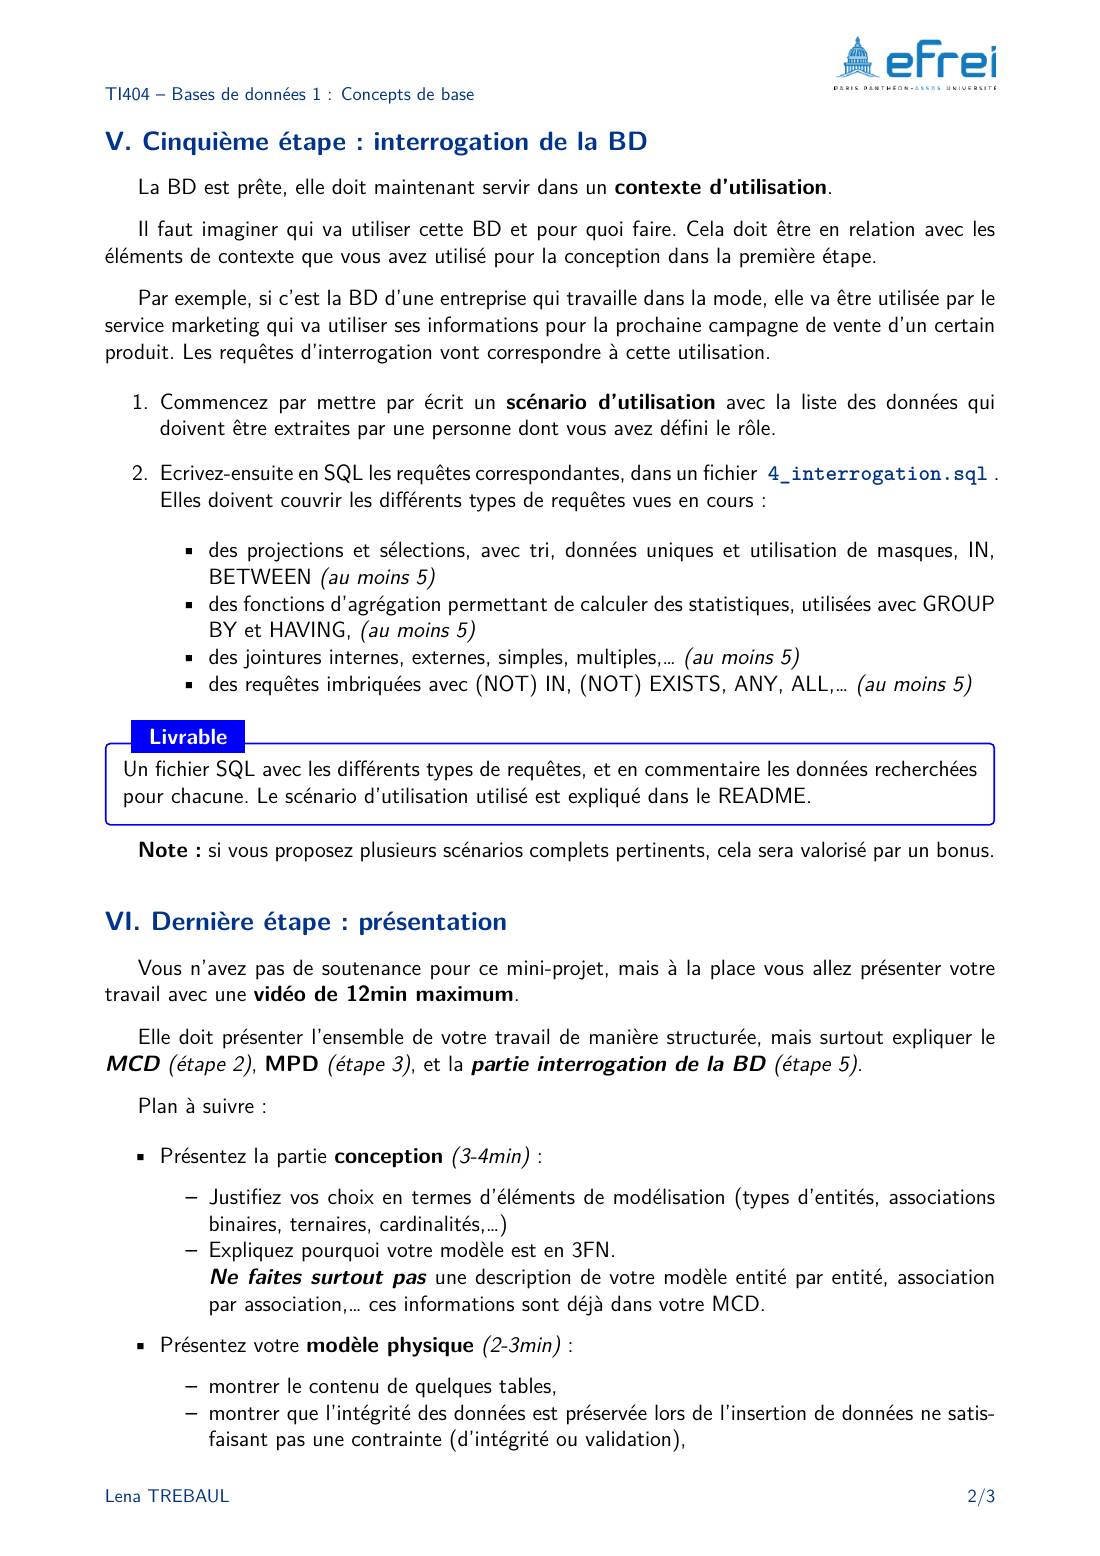 efrei
PARIS PANTHÉON-ASSAS UNIVERSITÉ
TI404 – Bases de données 1 : Concepts de base
V. Cinquième étape : interrogation de la BD
La BD est prête, elle doit maintenant servir dans un contexte d'utilisation.
Il faut imaginer qui va utiliser cette BD et pour quoi faire. Cela doit être en relation avec les
éléments de contexte que vous avez utilisé pour la conception dans la première étape.
Par exemple, si c'est la BD d'une entreprise qui travaille dans la mode, elle va être utilisée par le
service marketing qui va utiliser ses informations pour la prochaine campagne de vente d'un certain
produit. Les requêtes d'interrogation vont correspondre à cette utilisation.
1. Commencez par mettre par écrit un scénario d'utilisation avec la liste des données qui
doivent être extraites par une personne dont vous avez défini le rôle.
2. Ecrivez-ensuite en SQL les requêtes correspondantes, dans un fichier 4_interrogation.sql .
Elles doivent couvrir les différents types de requêtes vues en cours :
▪ des projections et sélections, avec tri, données uniques et utilisation de masques, IN,
BETWEEN (au moins 5)
▪ des fonctions d'agrégation permettant de calculer des statistiques, utilisées avec GROUP
BY et HAVING, (au moins 5)
▪ des jointures internes, externes, simples, multiples,… (au moins 5)
▪ des requêtes imbriquées avec (NOT) IN, (NOT) EXISTS, ANY, ALL,… (au moins 5)
Livrable
Un fichier SQL avec les différents types de requêtes, et en commentaire les données recherchées
pour chacune. Le scénario d'utilisation utilisé est expliqué dans le README.
Note : si vous proposez plusieurs scénarios complets pertinents, cela sera valorisé par un bonus.
VI. Dernière étape : présentation
Vous n'avez pas de soutenance pour ce mini-projet, mais à la place vous allez présenter votre
travail avec une vidéo de 12min maximum.
Elle doit présenter l'ensemble de votre travail de manière structurée, mais surtout expliquer le
MCD (étape 2), MPD (étape 3), et la partie interrogation de la BD (étape 5).
Plan à suivre :
▪ Présentez la partie conception (3-4min) :
– Justifiez vos choix en termes d'éléments de modélisation (types d'entités, associations
binaires, ternaires, cardinalités,…)
– Expliquez pourquoi votre modèle est en 3FN.
Ne faites surtout pas une description de votre modèle entité par entité, association
par association,… ces informations sont déjà dans votre MCD.
▪ Présentez votre modèle physique (2-3min) :
– montrer le contenu de quelques tables,
– montrer que l'intégrité des données est préservée lors de l'insertion de données ne satis-
faisant pas une contrainte (d'intégrité ou validation),
Lena TREBAUL
2/3